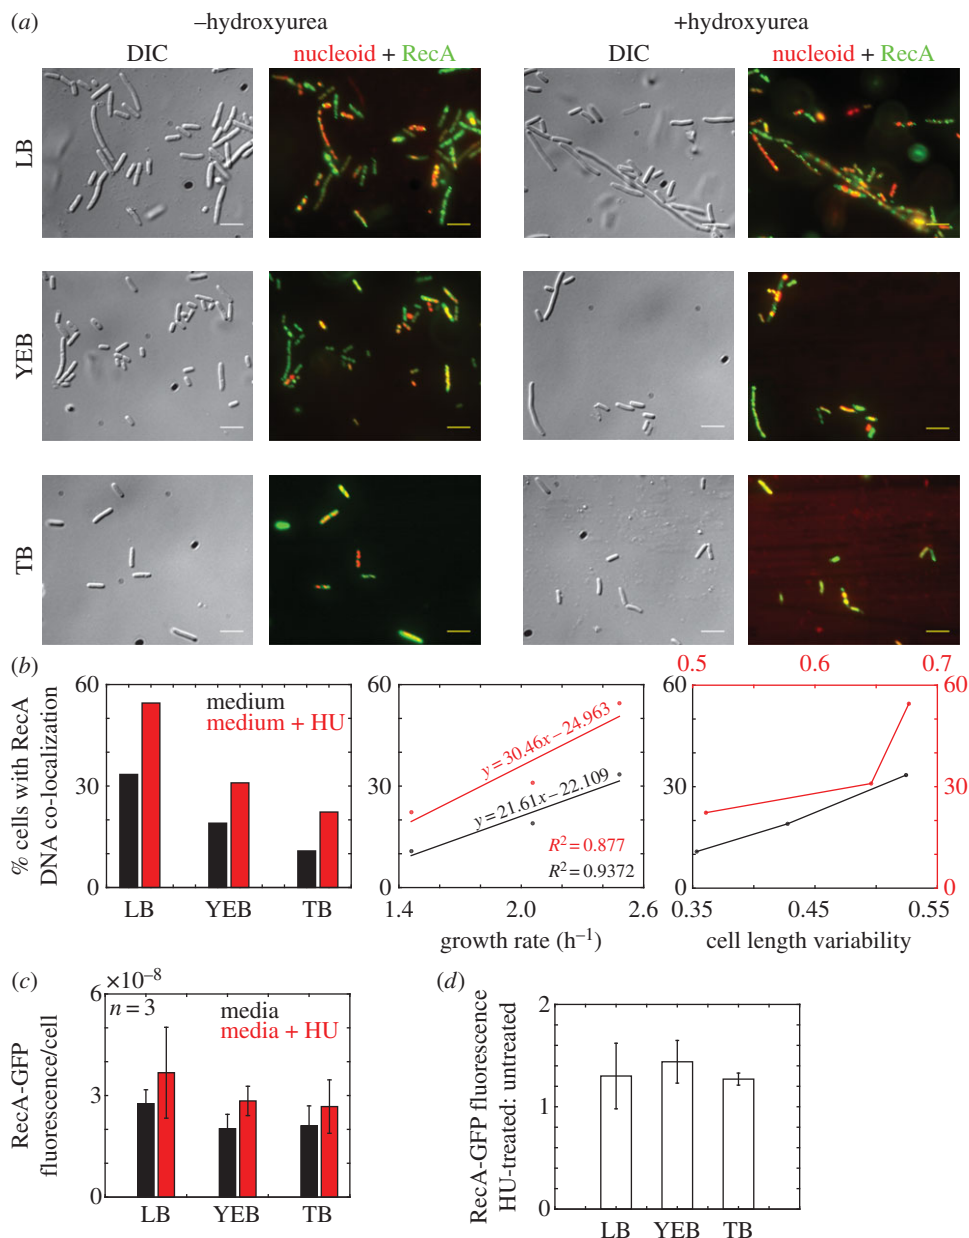 (a)
–hydroxyurea
+hydroxyurea
DIC
nucleoid + RecA
DIC
nucleoid + RecA
LB
YEB
TB
(b)
% cells with RecA
DNA co-localization
60
30
0
medium
medium + HU
LB
YEB
TB
60
30
0
y = 30.46x – 24.963
y = 21.61x – 22.109
R² = 0.877
R² = 0.9372
1.4
2.0
2.6
growth rate (h⁻¹)
0.5
0.6
0.7
60
30
0
60
30
0
0.35
0.45
0.55
cell length variability
(c)
×10⁻⁸
RecA-GFP
fluorescence/cell
6
3
0
n = 3
media
media + HU
LB
YEB
TB
(d)
RecA-GFP fluorescence
HU-treated: untreated
2
1
0
LB
YEB
TB